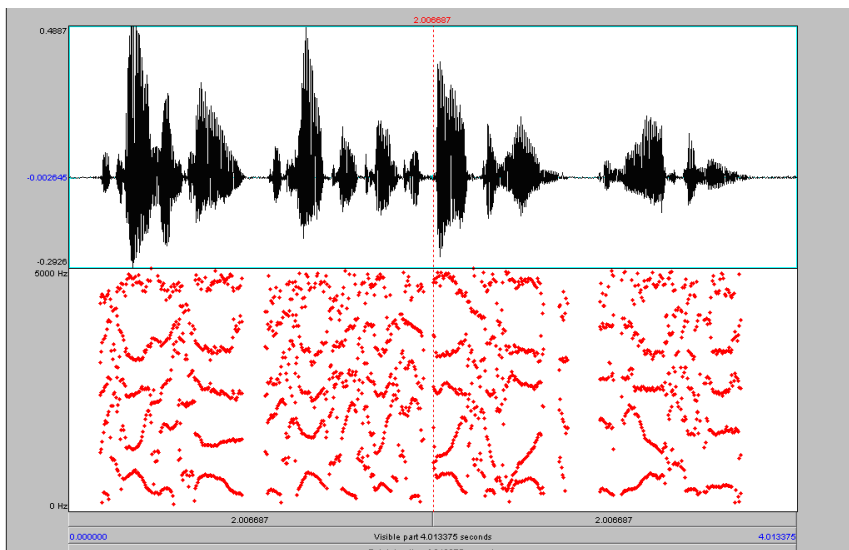 2.006687
0.4887
-0.002645
-0.2926
5000 Hz
0 Hz
2.006687 2.006687
0.000000 Visible part 4.013375 seconds 4.013375